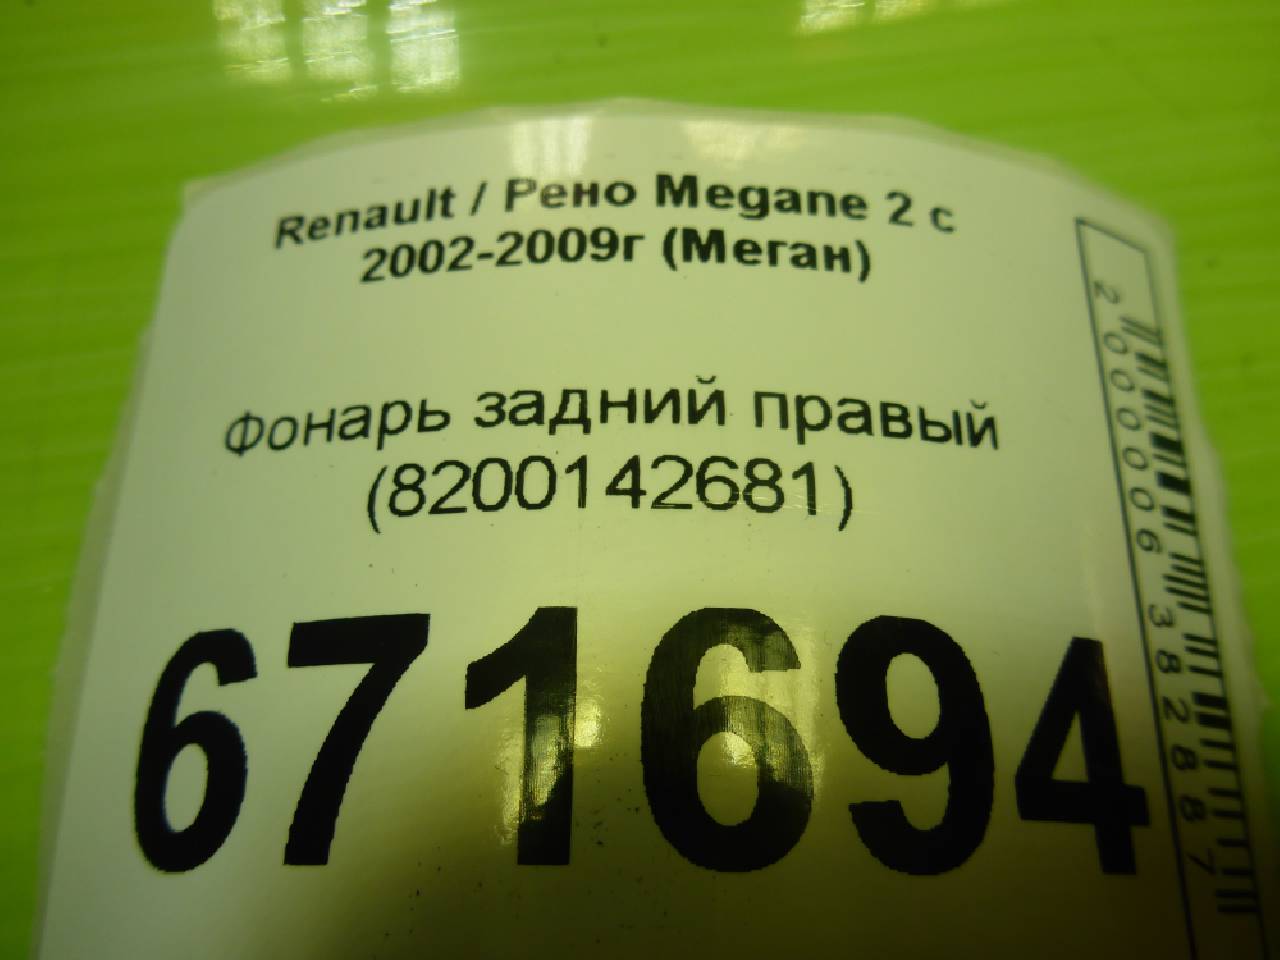 Renault / Рено Megane 2 с
2002-2009г (Меган)
Фонарь задний правый
(8200142681)
671694
2000006382887